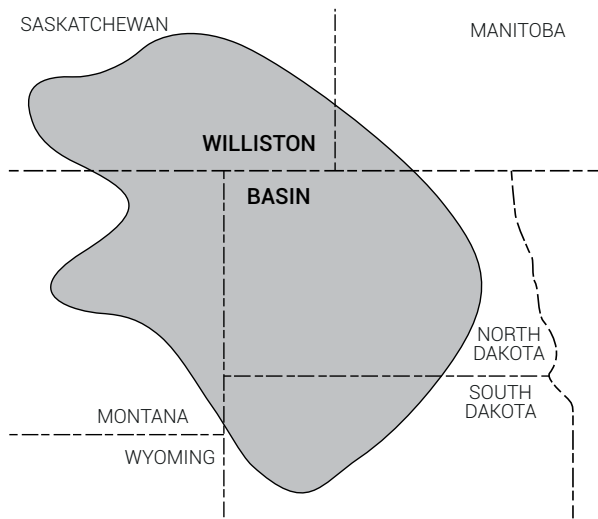 SASKATCHEWAN
MANITOBA
WILLISTON
BASIN
NORTH
DAKOTA
SOUTH
DAKOTA
MONTANA
WYOMING